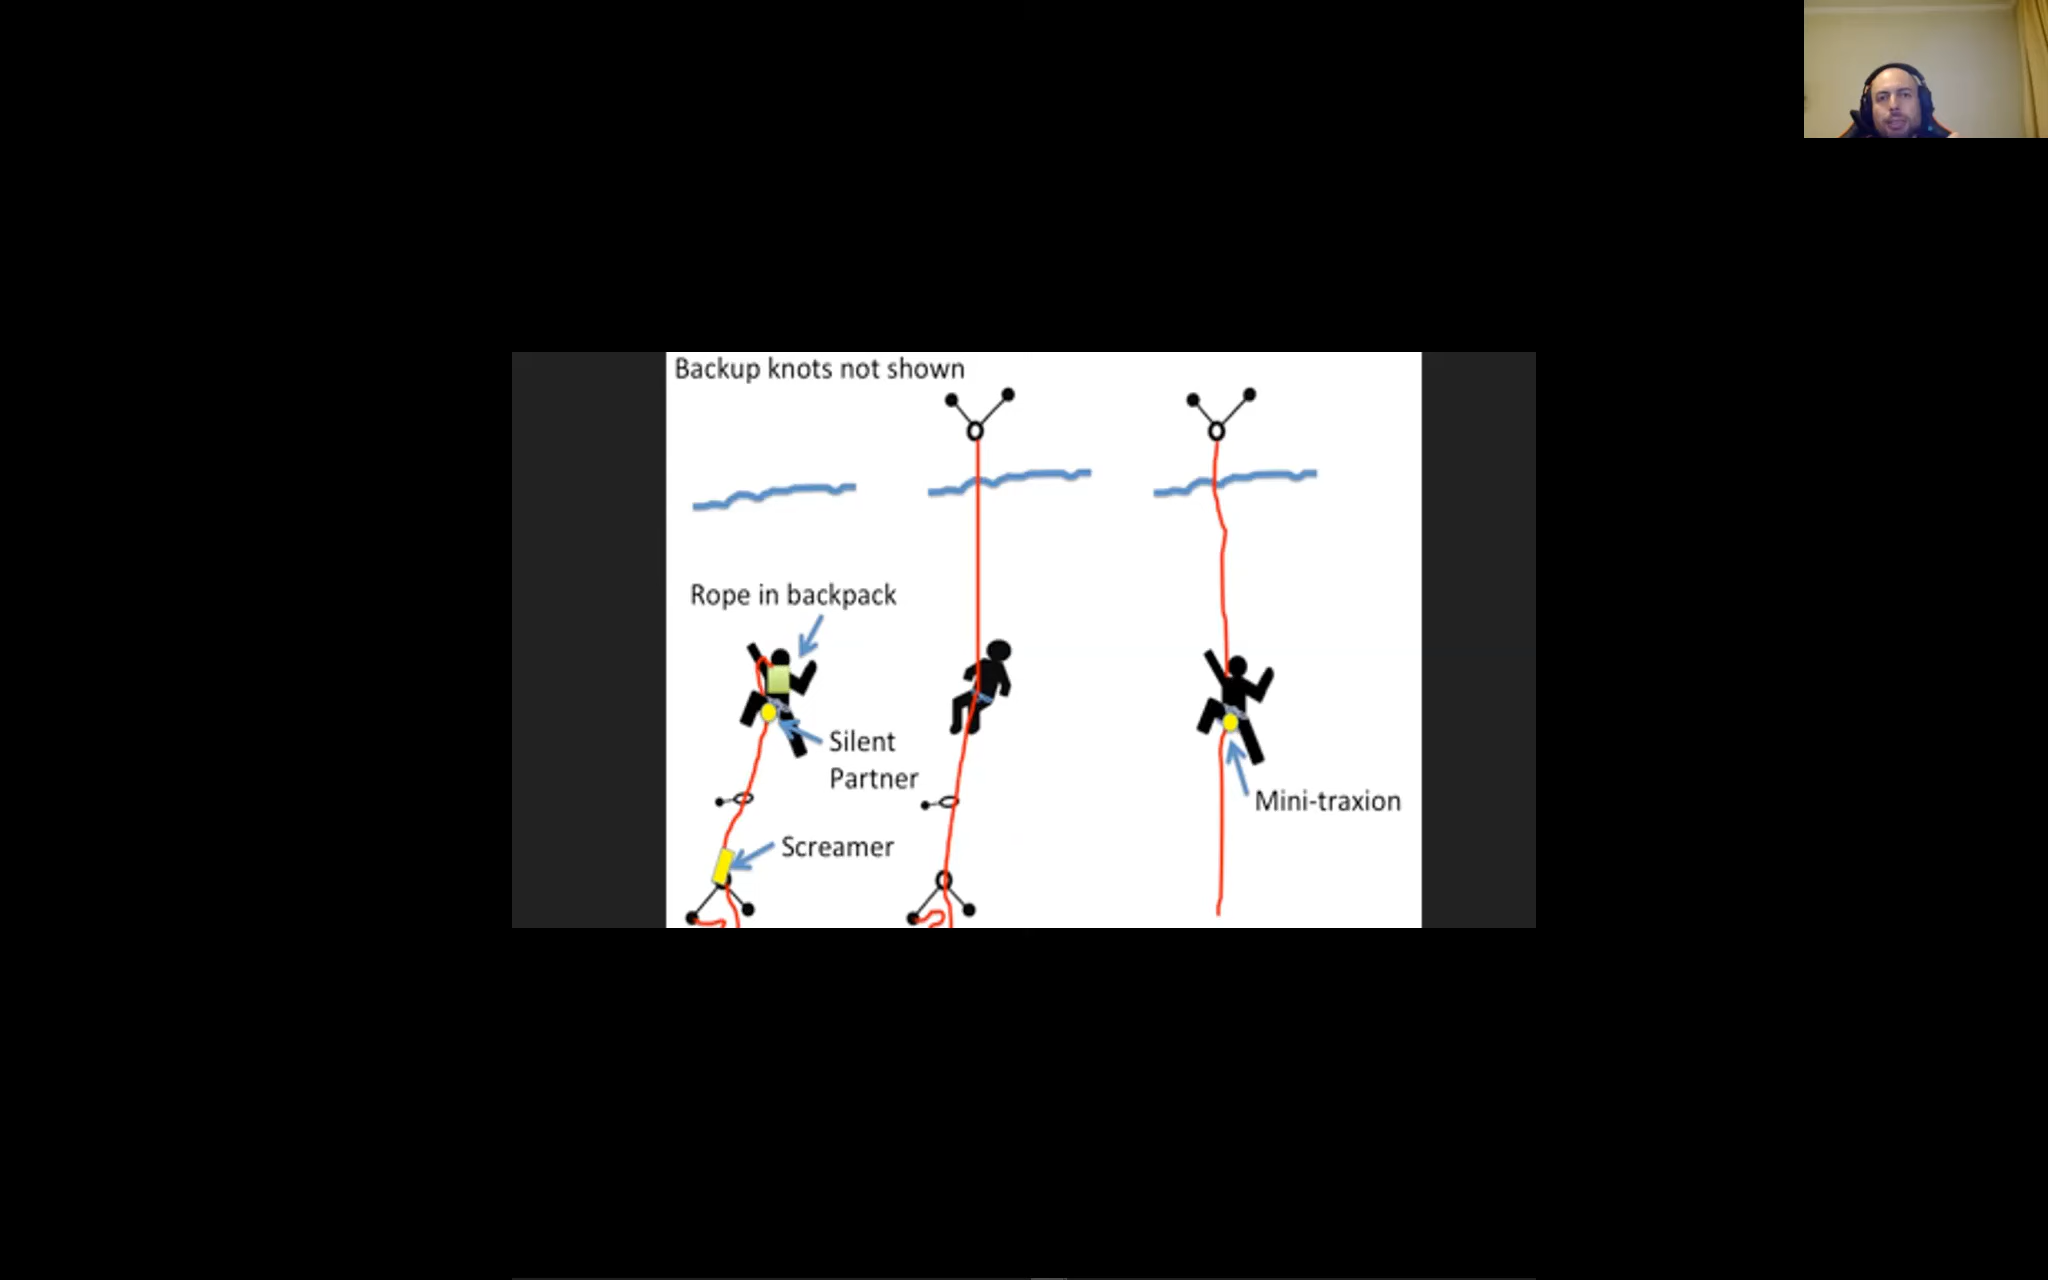 Backup knots not shown
Rope in backpack
Silent
Partner
Screamer
Mini-traxion